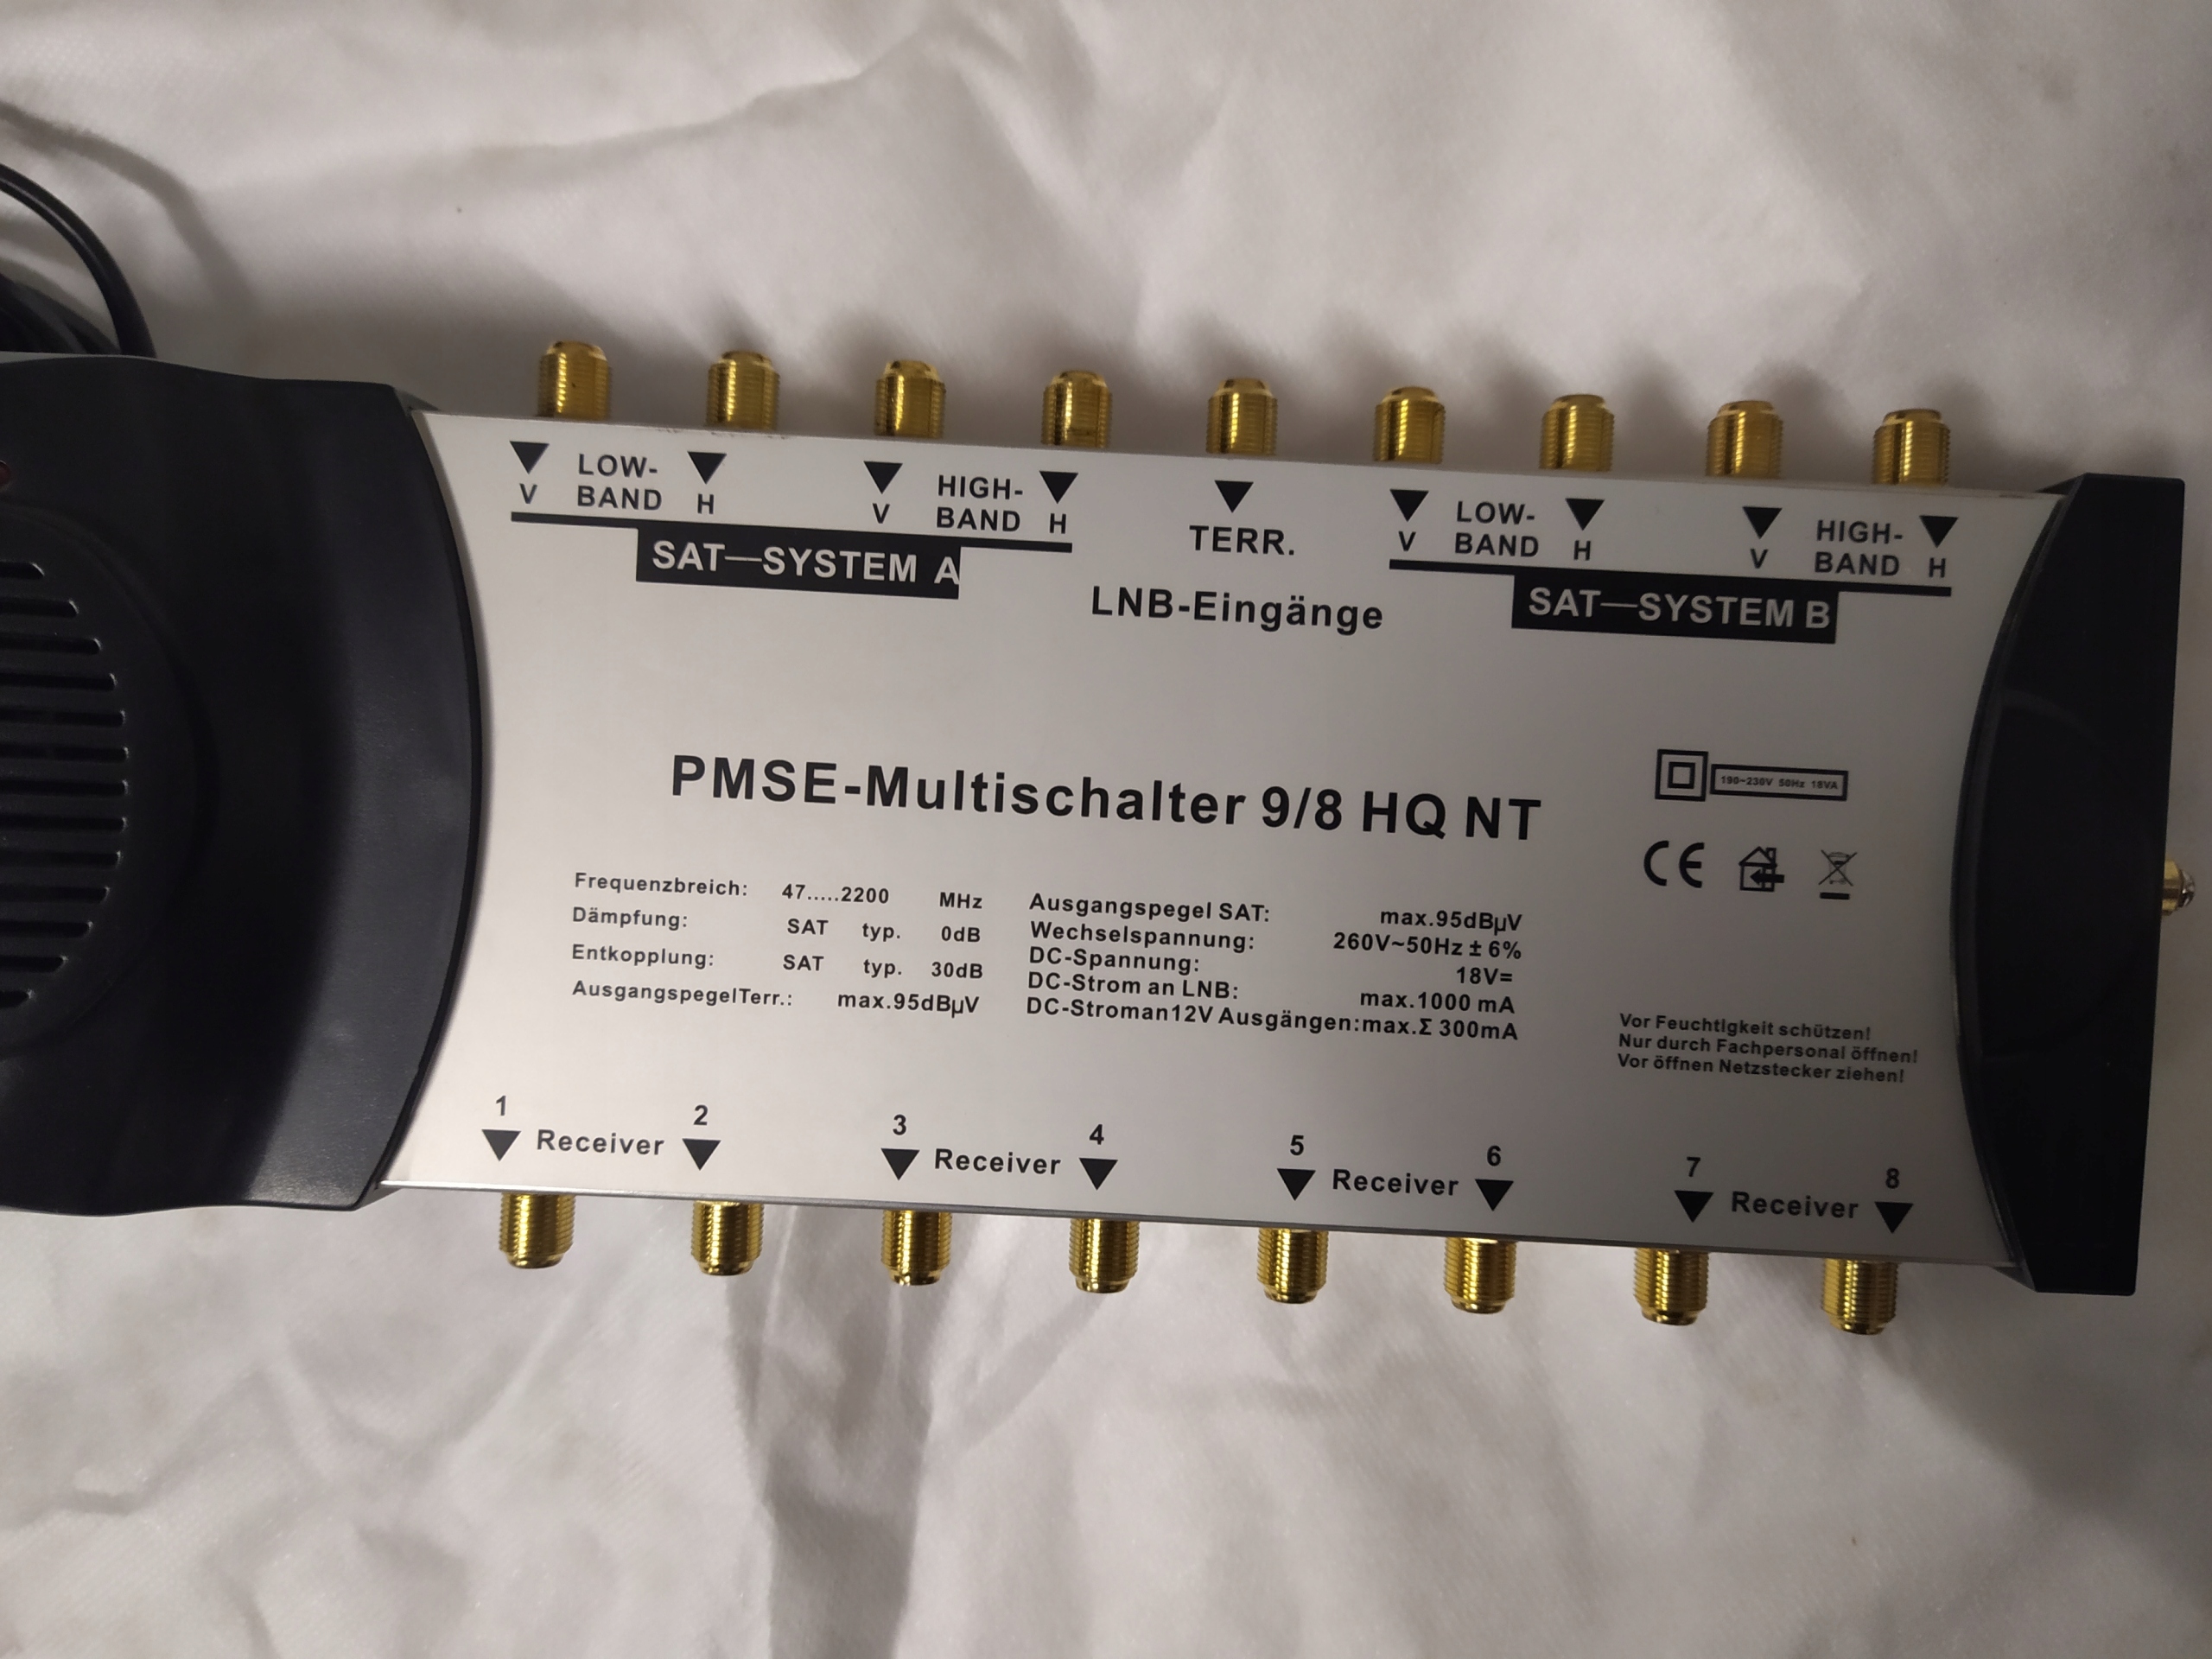 V LOW-BAND H V HIGH-BAND H
SAT—SYSTEM A
TERR.
LNB-Eingänge
V LOW-BAND H V HIGH-BAND H
SAT—SYSTEM B
PMSE-Multischalter 9/8 HQ NT
190~230V 50Hz 18VA
CE
Frequenzbreich: 47.....2200 MHz
Dämpfung: SAT typ. 0dB
Entkopplung: SAT typ. 30dB
AusgangspegelTerr.: max.95dBµV
Ausgangspegel SAT: max.95dBµV
Wechselspannung: 260V~50Hz ± 6%
DC-Spannung: 18V=
DC-Strom an LNB: max.1000 mA
DC-Stroman12V Ausgängen:max.Σ 300mA
Vor Feuchtigkeit schützen!
Nur durch Fachpersonal öffnen!
Vor öffnen Netzstecker ziehen!
1 Receiver 2
3 Receiver 4
5 Receiver 6
7 Receiver 8